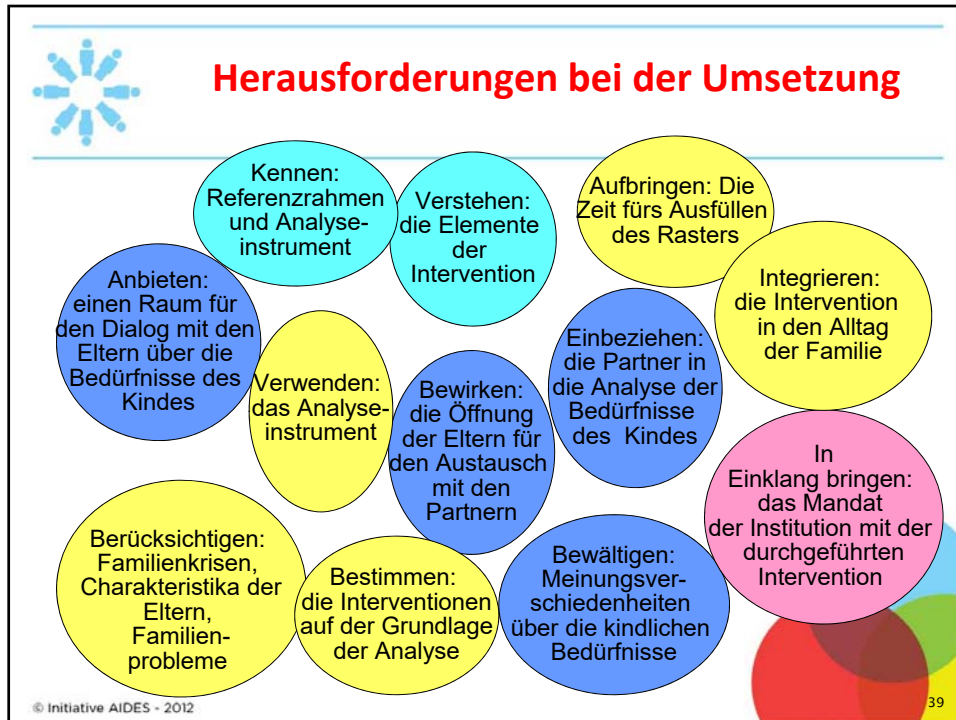 Herausforderungen bei der Umsetzung
Kennen:
Referenzrahmen
und Analyse-
instrument
Verstehen:
die Elemente
der
Intervention
Aufbringen: Die
Zeit fürs Ausfüllen
des Rasters
Anbieten:
einen Raum für
den Dialog mit den
Eltern über die
Bedürfnisse des
Kindes
Integrieren:
die Intervention
in den Alltag
der Familie
Verwenden:
das Analyse-
instrument
Bewirken:
die Öffnung
der Eltern für
den Austausch
mit den
Partnern
Einbeziehen:
die Partner in
die Analyse der
Bedürfnisse
des Kindes
In
Einklang bringen:
das Mandat
der Institution mit der
durchgeführten
Intervention
Berücksichtigen:
Familienkrisen,
Charakteristika der
Eltern,
Familien-
probleme
Bestimmen:
die Interventionen
auf der Grundlage
der Analyse
Bewältigen:
Meinungsver-
schiedenheiten
über die kindlichen
Bedürfnisse
© Initiative AIDES - 2012
39